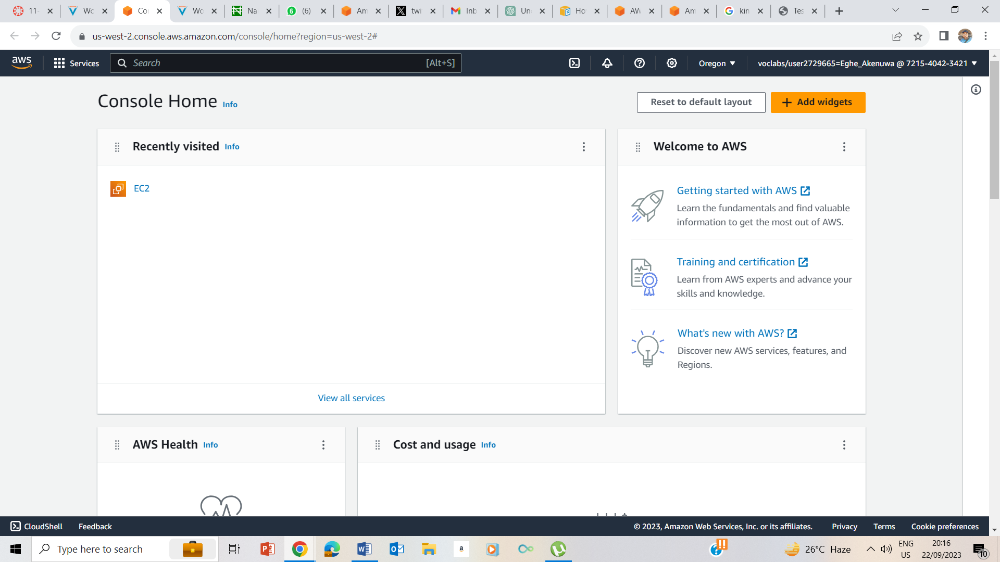 11-
Wo
Co
Wo
Nai
(6)
Am
twi
Inb
Un
Ho
AW
Am
kin
Tes
us-west-2.console.aws.amazon.com/console/home?region=us-west-2#
aws
Services
Search
[Alt+S]
Oregon
voclabs/user2729665=Eghe_Akenuwa @ 7215-4042-3421
Console Home Info
Reset to default layout
Add widgets
Recently visited Info
EC2
View all services
Welcome to AWS
Getting started with AWS
Learn the fundamentals and find valuable
information to get the most out of AWS.
Training and certification
Learn from AWS experts and advance your
skills and knowledge.
What's new with AWS?
Discover new AWS services, features, and
Regions.
AWS Health Info
Cost and usage Info
CloudShell
Feedback
© 2023, Amazon Web Services, Inc. or its affiliates.
Privacy
Terms
Cookie preferences
Type here to search
a
26°C Haze
ENG
US
20:16
22/09/2023
10